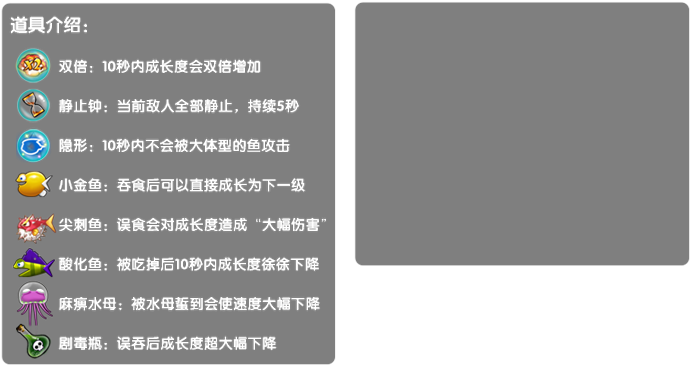 道具介绍：
双倍：10秒内成长度会双倍增加
静止钟：当前敌人全部静止，持续5秒
隐形：10秒内不会被大体型的鱼攻击
小金鱼：吞食后可以直接成长为下一级
尖刺鱼：误食会对成长度造成“大幅伤害”
酸化鱼：被吃掉后10秒内成长度徐徐下降
麻痹水母：被水母蜇到会使速度大幅下降
剧毒瓶：误吞后成长度超大幅下降